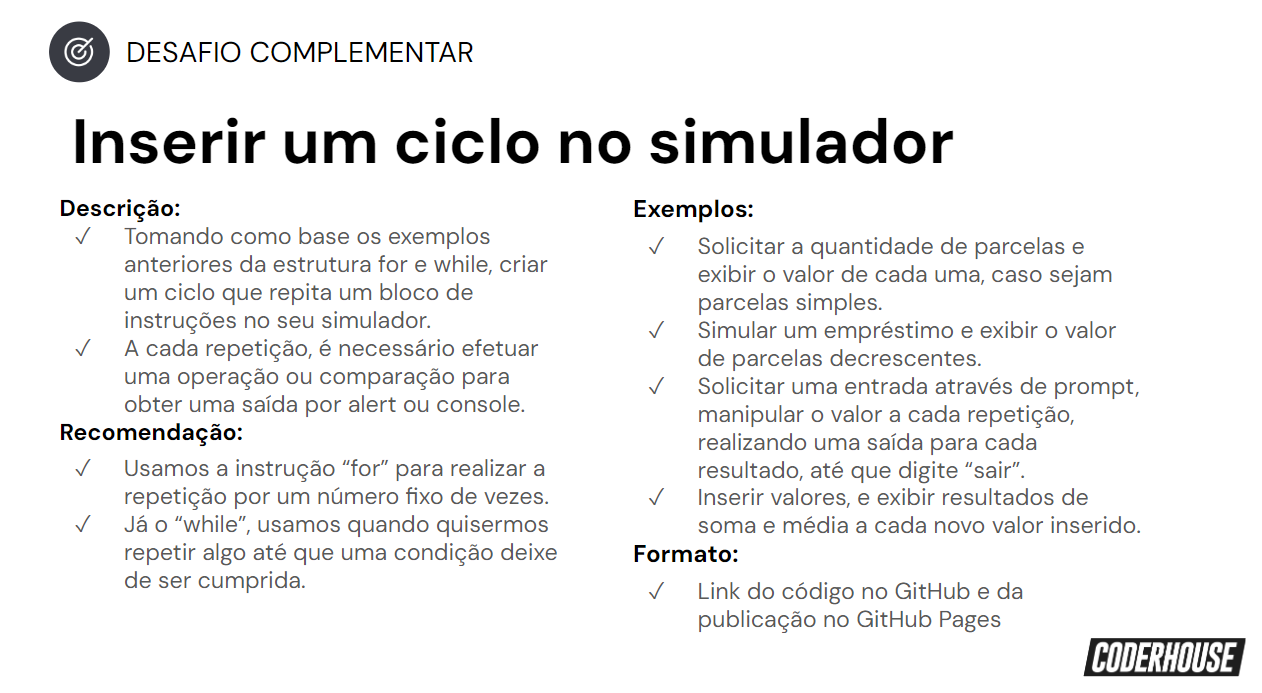 DESAFIO COMPLEMENTAR
Inserir um ciclo no simulador
Descrição:
✓ Tomando como base os exemplos
anteriores da estrutura for e while, criar
um ciclo que repita um bloco de
instruções no seu simulador.
✓ A cada repetição, é necessário efetuar
uma operação ou comparação para
obter uma saída por alert ou console.
Recomendação:
✓ Usamos a instrução “for” para realizar a
repetição por um número fixo de vezes.
✓ Já o “while”, usamos quando quisermos
repetir algo até que uma condição deixe
de ser cumprida.
Exemplos:
✓ Solicitar a quantidade de parcelas e
exibir o valor de cada uma, caso sejam
parcelas simples.
✓ Simular um empréstimo e exibir o valor
de parcelas decrescentes.
✓ Solicitar uma entrada através de prompt,
manipular o valor a cada repetição,
realizando uma saída para cada
resultado, até que digite “sair”.
✓ Inserir valores, e exibir resultados de
soma e média a cada novo valor inserido.
Formato:
✓ Link do código no GitHub e da
publicação no GitHub Pages
CODERHOUSE